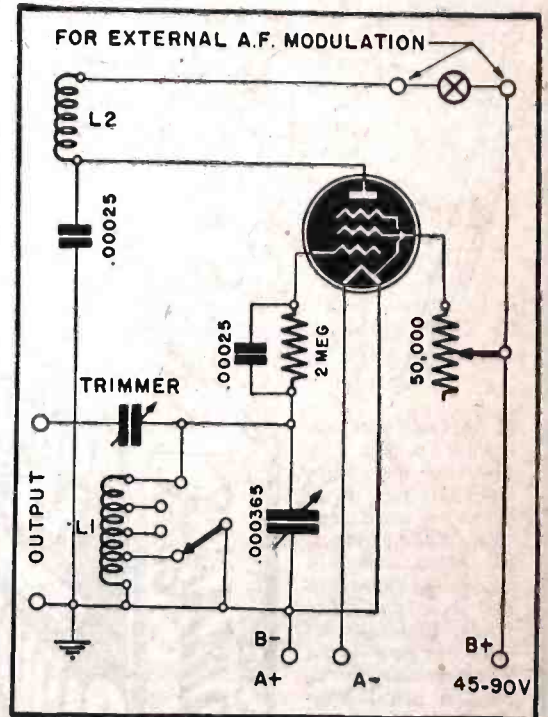 FOR EXTERNAL A.F. MODULATION
L2
.00025
.00025
2 MEG
50,000
TRIMMER
OUTPUT
L1
.000365
B-
A+
A-
B+
45-90V